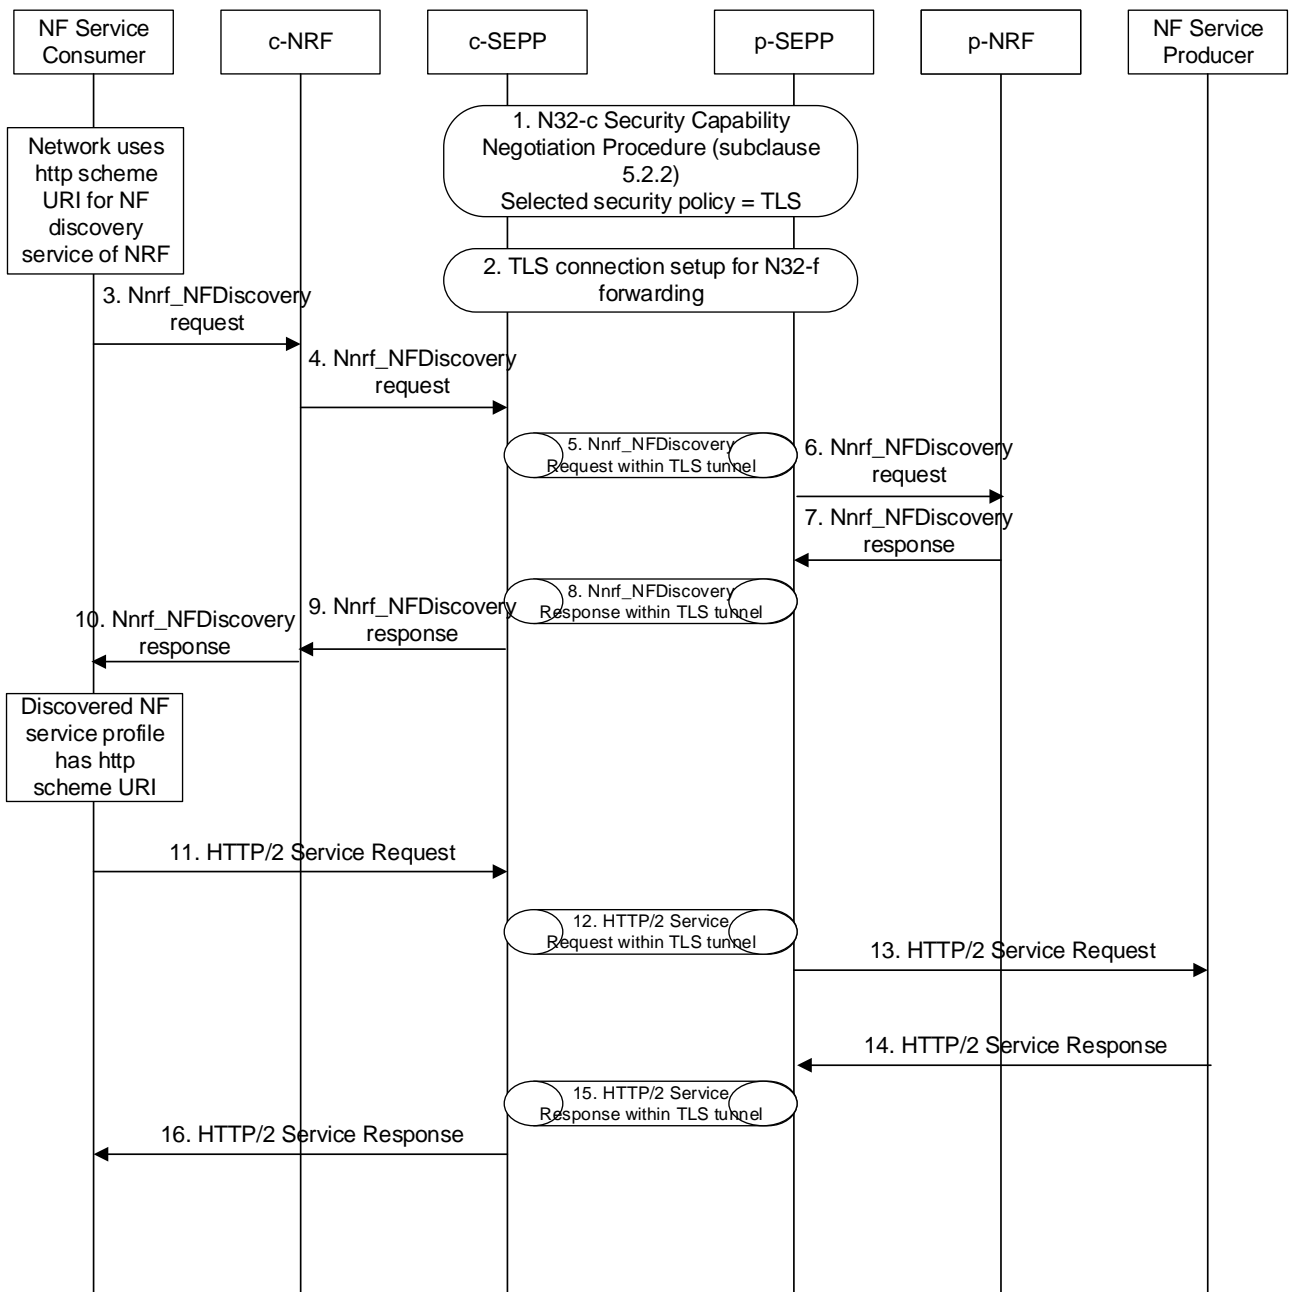 NF Service
Consumer
c-NRF
c-SEPP
p-SEPP
p-NRF
NF Service
Producer
1. N32-c Security Capability
Negotiation Procedure (subclause
5.2.2)
Selected security policy = TLS
Network uses
http scheme
URI for NF
discovery
service of NRF
2. TLS connection setup for N32-f
forwarding
3. Nnrf_NFDiscovery
request
4. Nnrf_NFDiscovery
request
5. Nnrf_NFDiscovery
Request within TLS tunnel
6. Nnrf_NFDiscovery
request
7. Nnrf_NFDiscovery
response
8. Nnrf_NFDiscovery
Response within TLS tunnel
9. Nnrf_NFDiscovery
response
10. Nnrf_NFDiscovery
response
Discovered NF
service profile
has http
scheme URI
11. HTTP/2 Service Request
12. HTTP/2 Service
Request within TLS tunnel
13. HTTP/2 Service Request
14. HTTP/2 Service Response
15. HTTP/2 Service
Response within TLS tunnel
16. HTTP/2 Service Response